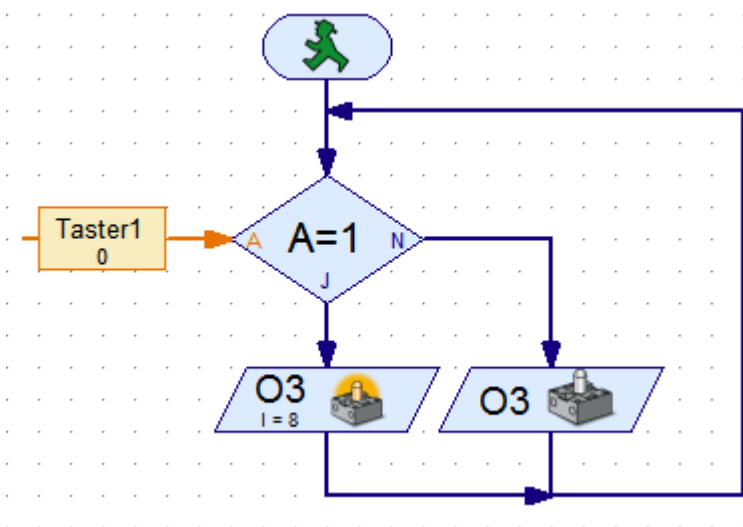 Taster1
0
A
A=1
N
J
O3
I = 8
O3